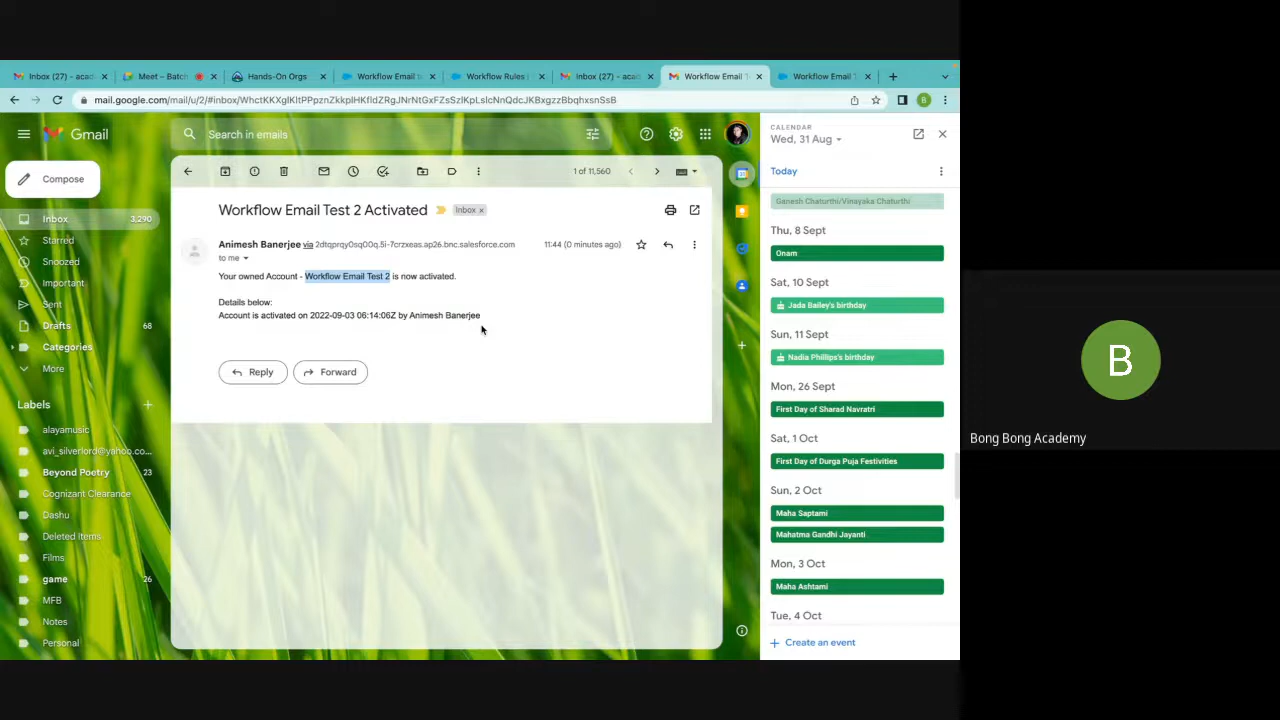 Inbox (27) - acad
Meet – Batch
Hands-On Orgs
Workflow Email te
Workflow Rules |
Inbox (27) - acad
Workflow Email T
Workflow Email T
mail.google.com/mail/u/2/#inbox/
Gmail
Search in emails
Compose
Inbox 3,290
Starred
Snoozed
Important
Sent
Drafts 68
Categories
More
Labels
alayamusic
avi_silverlord@yahoo.co...
Beyond Poetry 23
Cognizant Clearance
Dashu
Deleted Items
Films
game 26
MFB
Notes
Personal
1 of 11,560
Workflow Email Test 2 Activated
Inbox x
Animesh Banerjee via 2dtqprqy0sq00q.5i-7crzxeas.ap26.bnc.salesforce.com
11:44 (0 minutes ago)
to me
Your owned Account - Workflow Email Test 2 is now activated.
Details below:
Account is activated on 2022-09-03 06:14:06Z by Animesh Banerjee
Reply
Forward
CALENDAR
Wed, 31 Aug
Today
Ganesh Chaturthi/Vinayaka Chaturthi
Thu, 8 Sept
Onam
Sat, 10 Sept
Jada Bailey's birthday
Sun, 11 Sept
Nadia Phillips's birthday
Mon, 26 Sept
First Day of Sharad Navratri
Sat, 1 Oct
First Day of Durga Puja Festivities
Sun, 2 Oct
Maha Saptami
Mahatma Gandhi Jayanti
Mon, 3 Oct
Maha Ashtami
Tue, 4 Oct
Create an event
B
Bong Bong Academy